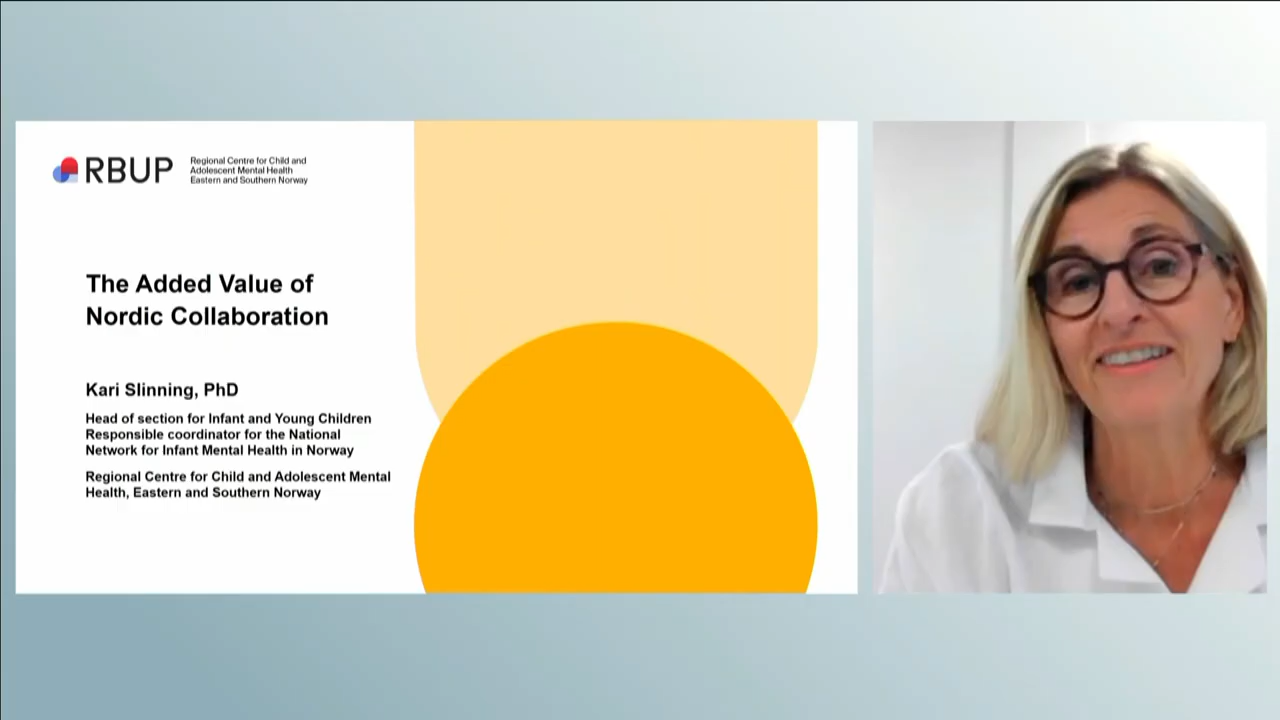 RBUP
Regional Centre for Child and
Adolescent Mental Health
Eastern and Southern Norway
The Added Value of
Nordic Collaboration
Kari Slinning, PhD
Head of section for Infant and Young Children
Responsible coordinator for the National
Network for Infant Mental Health in Norway
Regional Centre for Child and Adolescent Mental
Health, Eastern and Southern Norway